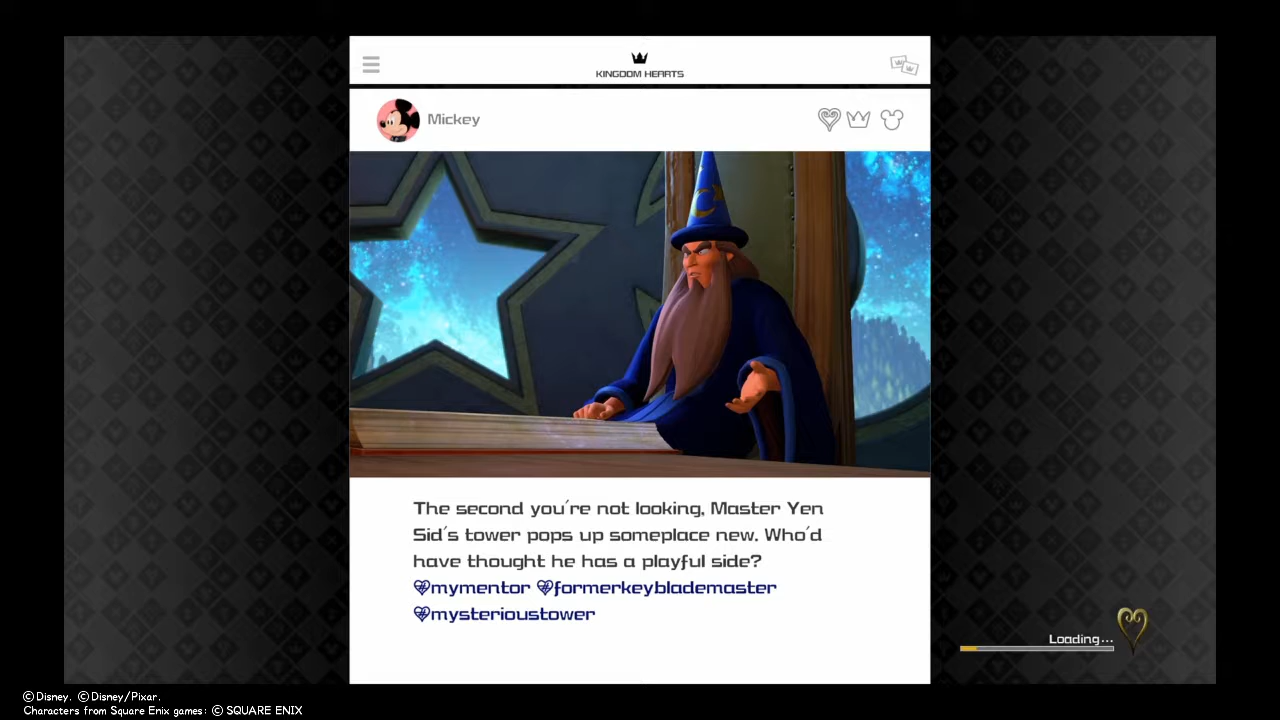 KINGDOM HEARTS
Mickey
The second you're not looking, Master Yen
Sid's tower pops up someplace new. Who'd
have thought he has a playful side?
mymentor formerkeyblademaster
mysterioustower
Loading...
©Disney. ©Disney/Pixar.
Characters from Square Enix games: © SQUARE ENIX